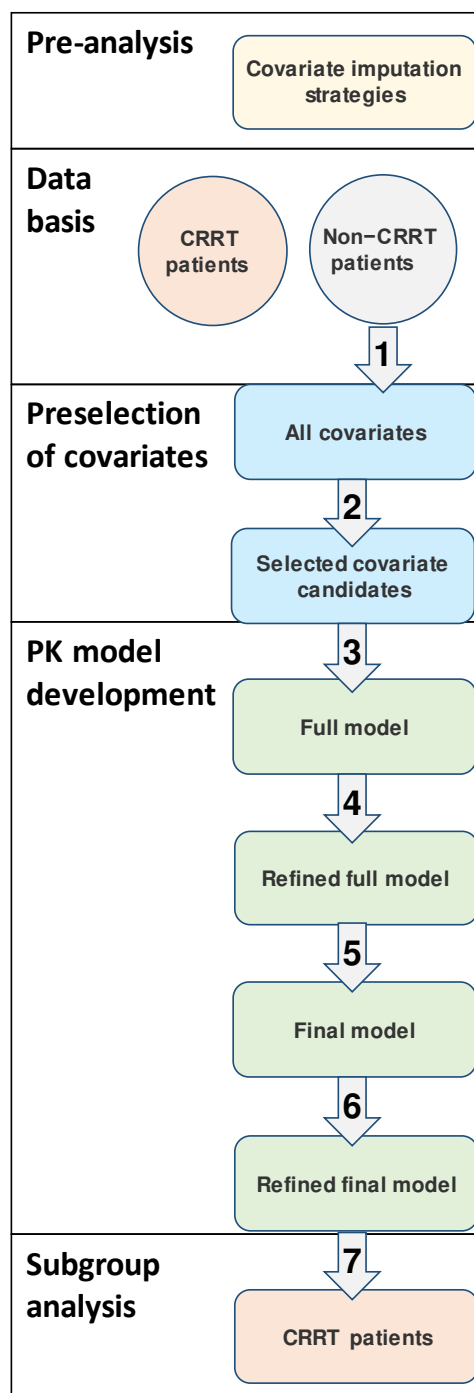 Pre-analysis
Covariate imputation
strategies
Data
basis
CRRT
patients
Non−CRRT
patients
1
Preselection
of covariates
All covariates
2
Selected covariate
candidates
3
PK model
development
Full model
4
Refined full model
5
Final model
6
Refined final model
7
Subgroup
analysis
CRRT patients